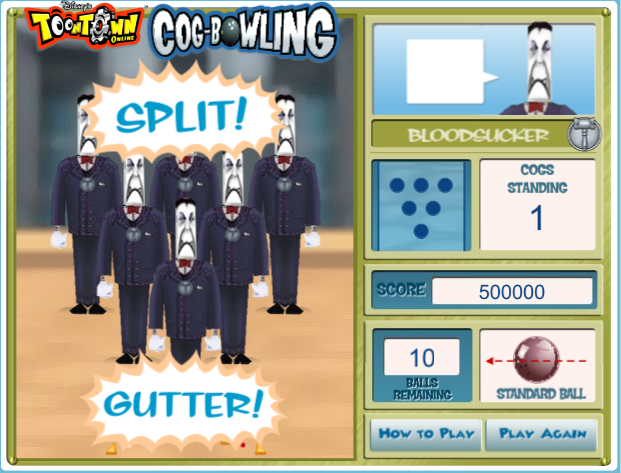 Disney's
TOONTOWN
ONLINE
COG-BOWLING
SPLIT!
GUTTER!
BLOODSUCKER
COGS
STANDING
1
SCORE 500000
10
BALLS
REMAINING
STANDARD BALL
HOW TO PLAY
PLAY AGAIN